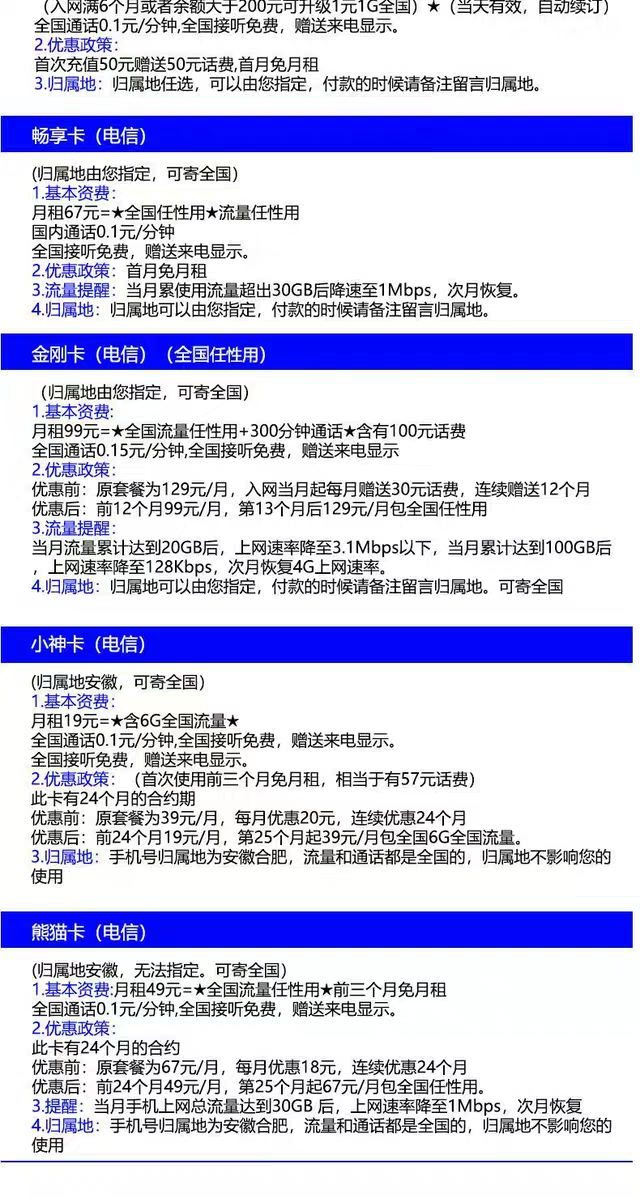 （入网满6个月或者余额大于200元可升级1元1G全国）★（当天有效，自动续订）
全国通话0.1元/分钟,全国接听免费，赠送来电显示。
2.优惠政策：
首次充值50元赠送50元话费,首月免月租
3.归属地：归属地任选，可以由您指定，付款的时候请备注留言归属地。
畅享卡（电信）
(归属地由您指定，可寄全国）
1.基本资费：
月租67元=★全国任性用★流量任性用
国内通话0.1元/分钟
全国接听免费，赠送来电显示。
2.优惠政策：首月免月租
3.流量提醒：当月累使用流量超出30GB后降速至1Mbps，次月恢复。
4.归属地：归属地可以由您指定，付款的时候请备注留言归属地。
金刚卡（电信）（全国任性用）
（归属地由您指定，可寄全国）
1.基本资费:
月租99元=★全国流量任性用+300分钟通话★含有100元话费
全国通话0.15元/分钟,全国接听免费，赠送来电显示
2.优惠政策：
优惠前：原套餐为129元/月，入网当月起每月赠送30元话费，连续赠送12个月
优惠后：前12个月99元/月，第13个月后129元/月包全国任性用
3.流量提醒：
当月流量累计达到20GB后，上网速率降至3.1Mbps以下，当月累计达到100GB后
，上网速率降至128Kbps，次月恢复4G上网速率。
4.归属地：归属地可以由您指定，付款的时候请备注留言归属地。可寄全国
小神卡（电信）
(归属地安徽，可寄全国）
1.基本资费：
月租19元=★含6G全国流量★
全国通话0.1元/分钟,全国接听免费，赠送来电显示。
全国接听免费，赠送来电显示。
2.优惠政策：（首次使用前三个月免月租，相当于有57元话费）
此卡有24个月的合约期
优惠前：原套餐为39元/月，每月优惠20元，连续优惠24个月
优惠后：前24个月19元/月，第25个月起39元/月包全国6G全国流量。
3.归属地：手机号归属地为安徽合肥，流量和通话都是全国的，归属地不影响您的
使用
熊猫卡（电信）
(归属地安徽，无法指定。可寄全国）
1.基本资费:月租49元=★全国流量任性用★前三个月免月租
全国通话0.1元/分钟,全国接听免费，赠送来电显示。
2.优惠政策：
此卡有24个月的合约
优惠前：原套餐为67元/月，每月优惠18元，连续优惠24个月
优惠后：前24个月49元/月，第25个月起67元/月包全国任性用。
3.提醒：当月手机上网总流量达到30GB 后，上网速率降至1Mbps，次月恢复
4.归属地：手机号归属地为安徽合肥，流量和通话都是全国的，归属地不影响您的
使用